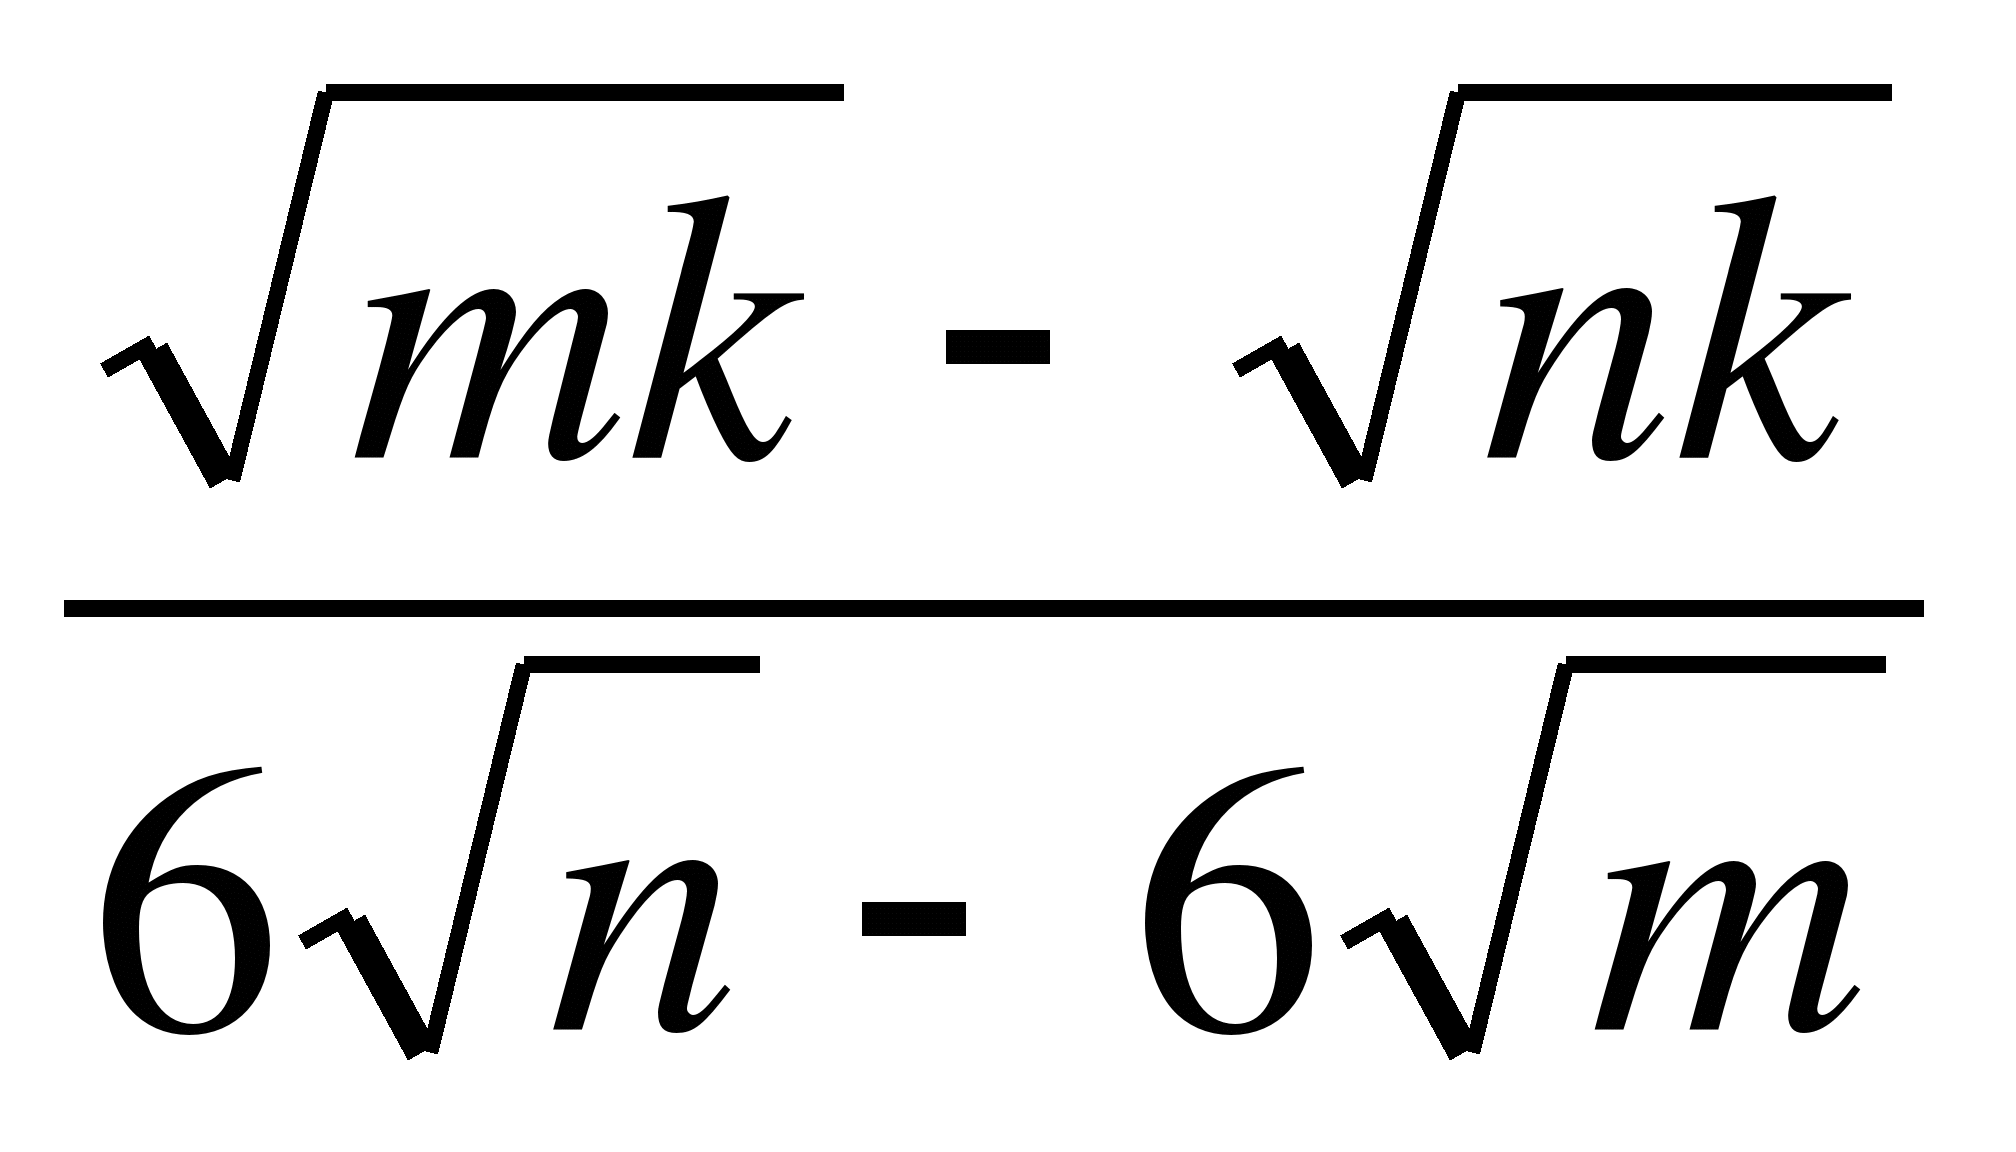 √mk - √nk
6√n - 6√m